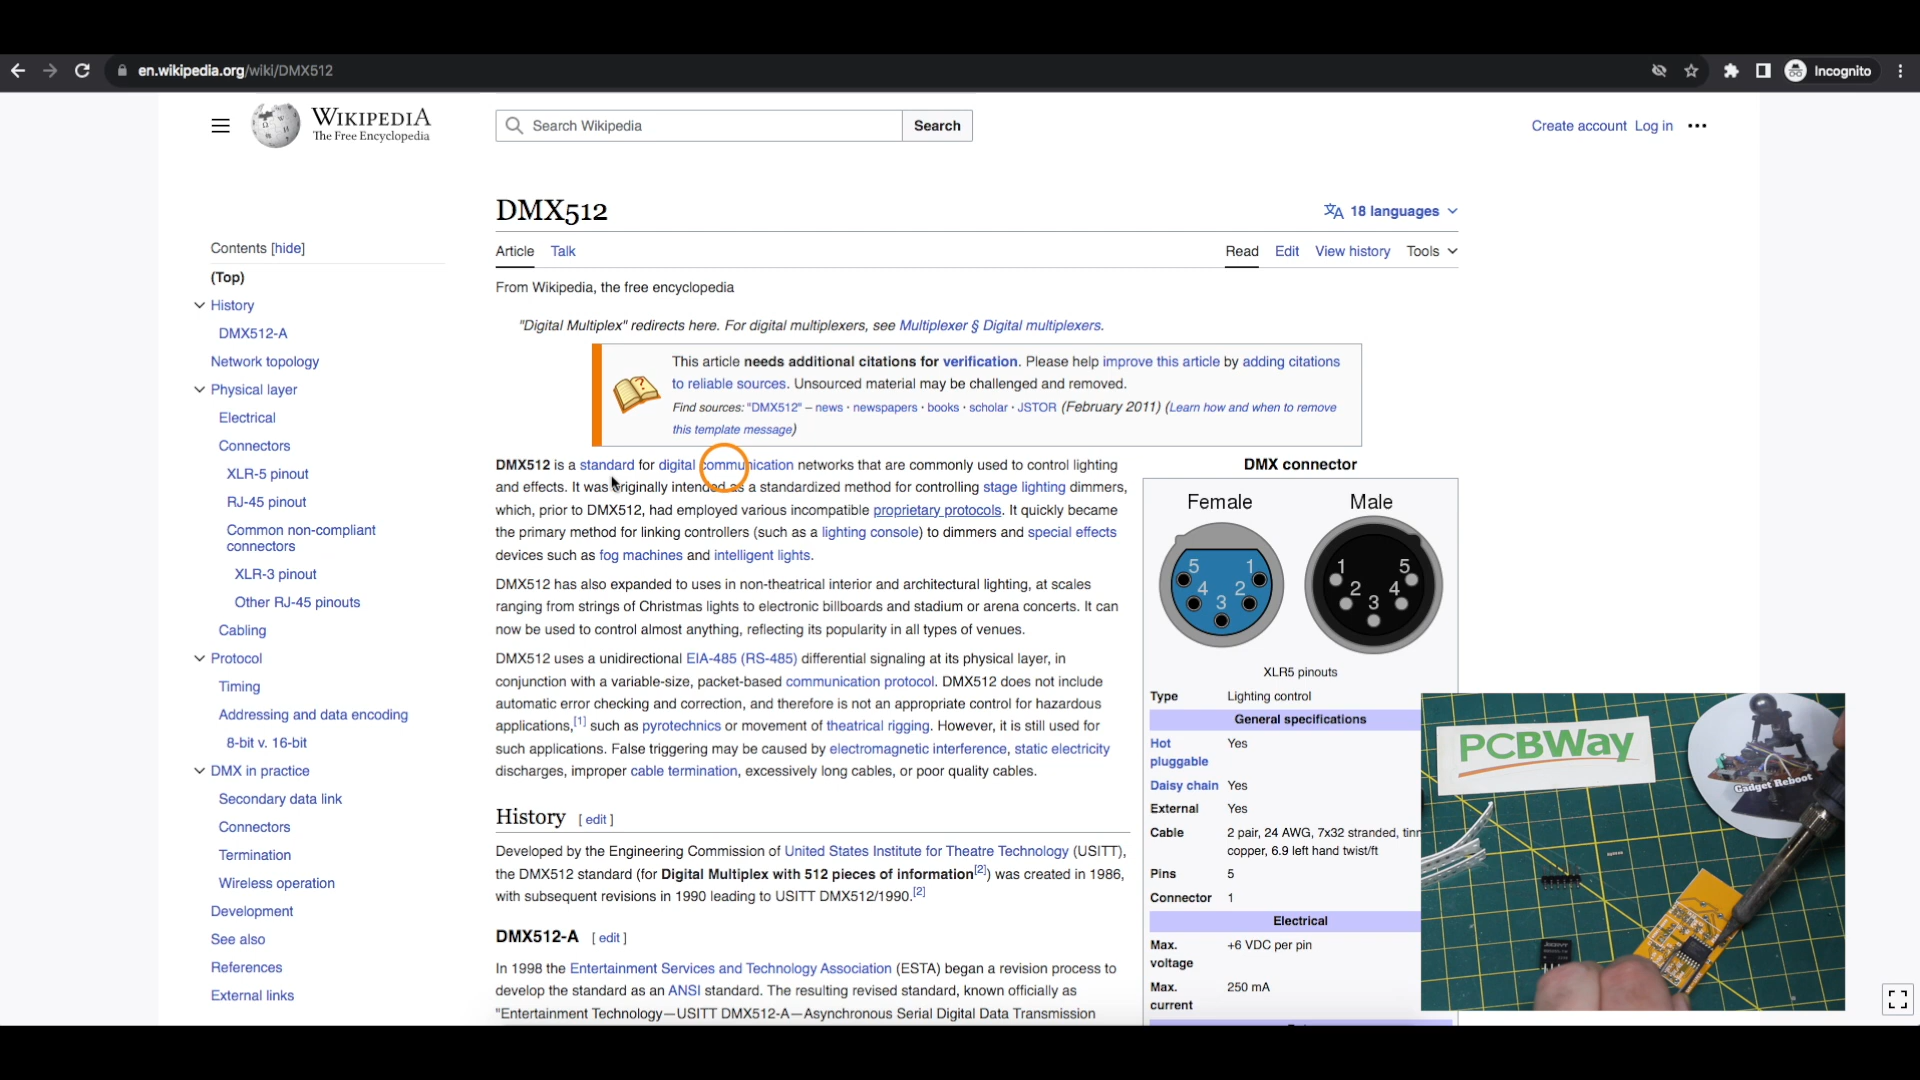 en.wikipedia.org/wiki/DMX512
Incognito
WIKIPEDIA
The Free Encyclopedia
Search Wikipedia
Search
Create account Log in
DMX512
18 languages
Article Talk
Read Edit View history Tools
From Wikipedia, the free encyclopedia
Contents [hide]
(Top)
History
DMX512-A
Network topology
Physical layer
Electrical
Connectors
XLR-5 pinout
RJ-45 pinout
Common non-compliant
connectors
XLR-3 pinout
Other RJ-45 pinouts
Cabling
Protocol
Timing
Addressing and data encoding
8-bit v. 16-bit
DMX in practice
Secondary data link
Connectors
Termination
Wireless operation
Development
See also
References
External links
"Digital Multiplex" redirects here. For digital multiplexers, see Multiplexer § Digital multiplexers.
This article needs additional citations for verification. Please help improve this article by adding citations
to reliable sources. Unsourced material may be challenged and removed.
Find sources: "DMX512" – news · newspapers · books · scholar · JSTOR (February 2011) (Learn how and when to remove
this template message)
DMX512 is a standard for digital communication networks that are commonly used to control lighting
and effects. It was originally intended as a standardized method for controlling stage lighting dimmers,
which, prior to DMX512, had employed various incompatible proprietary protocols. It quickly became
the primary method for linking controllers (such as a lighting console) to dimmers and special effects
devices such as fog machines and intelligent lights.
DMX512 has also expanded to uses in non-theatrical interior and architectural lighting, at scales
ranging from strings of Christmas lights to electronic billboards and stadium or arena concerts. It can
now be used to control almost anything, reflecting its popularity in all types of venues.
DMX512 uses a unidirectional EIA-485 (RS-485) differential signaling at its physical layer, in
conjunction with a variable-size, packet-based communication protocol. DMX512 does not include
automatic error checking and correction, and therefore is not an appropriate control for hazardous
applications,[1] such as pyrotechnics or movement of theatrical rigging. However, it is still used for
such applications. False triggering may be caused by electromagnetic interference, static electricity
discharges, improper cable termination, excessively long cables, or poor quality cables.
History [ edit ]
Developed by the Engineering Commission of United States Institute for Theatre Technology (USITT),
the DMX512 standard (for Digital Multiplex with 512 pieces of information[2]) was created in 1986,
with subsequent revisions in 1990 leading to USITT DMX512/1990.[2]
DMX512-A [ edit ]
In 1998 the Entertainment Services and Technology Association (ESTA) began a revision process to
develop the standard as an ANSI standard. The resulting revised standard, known officially as
"Entertainment Technology—USITT DMX512-A—Asynchronous Serial Digital Data Transmission
DMX connector
Female Male
5 1 1 5
4 2 2 4
3 3
XLR5 pinouts
Type Lighting control
General specifications
Hot Yes
pluggable
Daisy chain Yes
External Yes
Cable 2 pair, 24 AWG, 7x32 stranded, tinn
copper, 6.9 left hand twist/ft
Pins 5
Connector 1
Electrical
Max. +6 VDC per pin
voltage
Max. 250 mA
current
PCBWay
Gadget Reboot